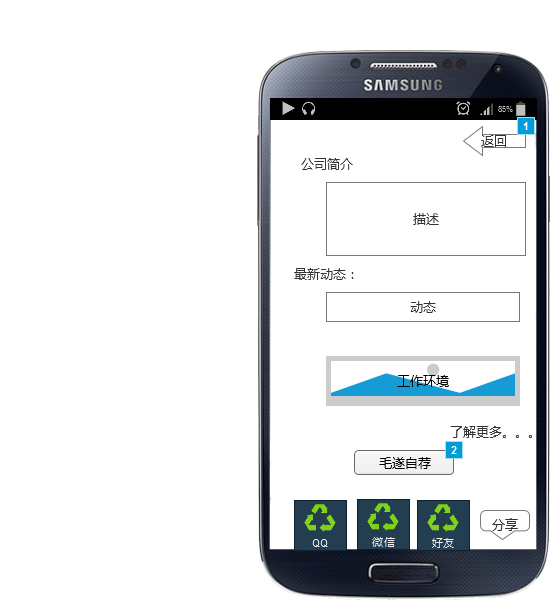 SAMSUNG
85%
1
返回
公司简介
描述
最新动态：
动态
工作环境
了解更多。。。
2
毛遂自荐
QQ
微信
好友
分享